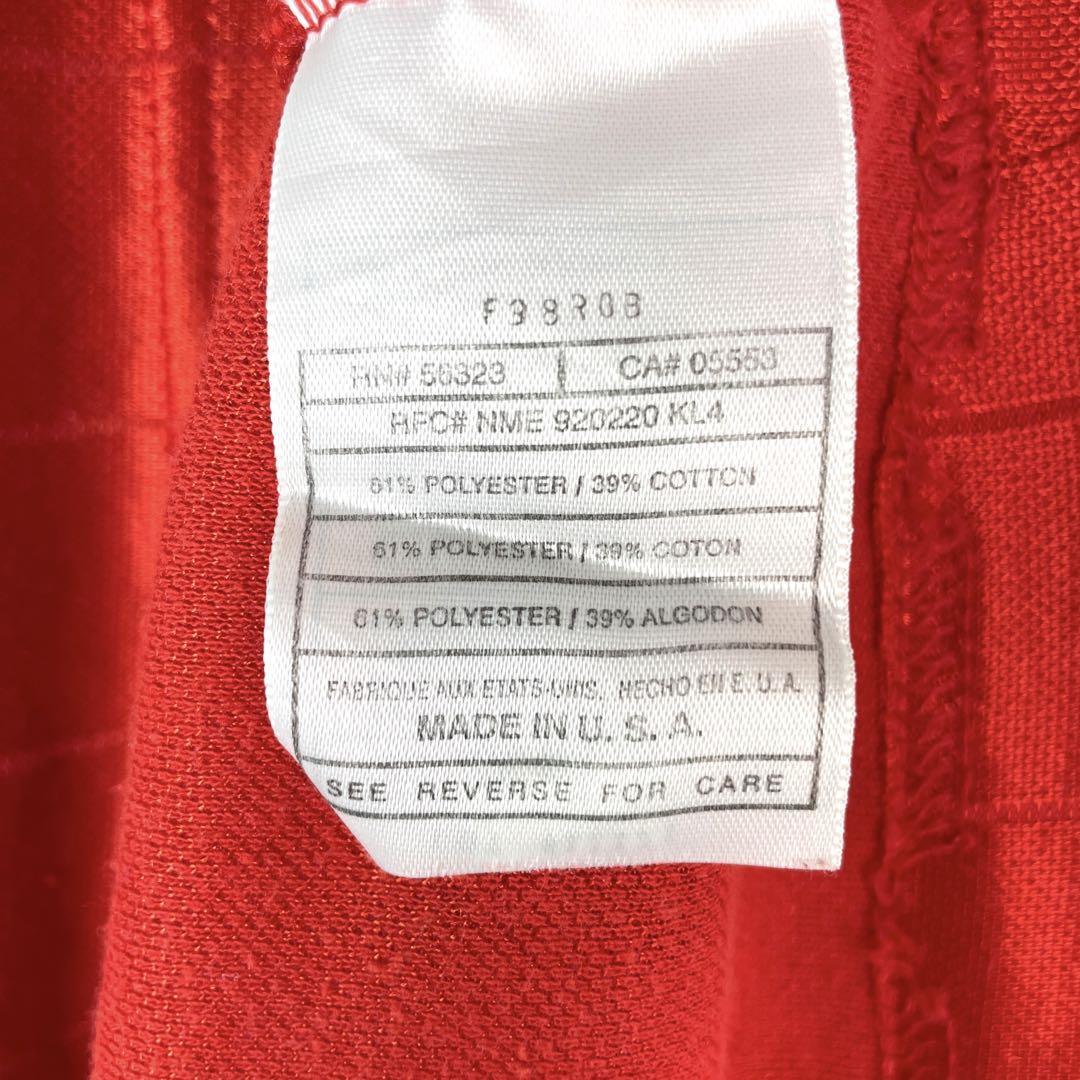 F98R0B
RN# 56323 CA# 05553
RFC# NME 920220 KL4
61% POLYESTER / 39% COTTON
61% POLYESTER / 39% COTON
61% POLYESTER / 39% ALGODON
FABRIQUE AUX ETATS-UNIS. HECHO EN E.U.A.
MADE IN U. S. A.
SEE REVERSE FOR CARE